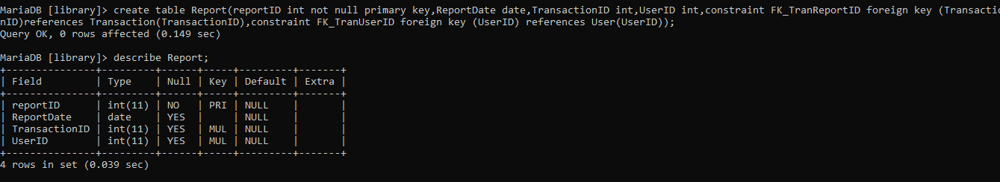 MariaDB [library]> create table Report(reportID int not null primary key,ReportDate date,TransactionID int,UserID int,constraint FK_TranReportID foreign key (Transactio
nID)references Transaction(TransactionID),constraint FK_TranUserID foreign key (UserID) references User(UserID));
Query OK, 0 rows affected (0.149 sec)
MariaDB [library]> describe Report;
+---------------+---------+------+-----+---------+-------+
| Field         | Type    | Null | Key | Default | Extra |
+---------------+---------+------+-----+---------+-------+
| reportID      | int(11) | NO   | PRI | NULL    |       |
| ReportDate    | date    | YES  |     | NULL    |       |
| TransactionID | int(11) | YES  | MUL | NULL    |       |
| UserID        | int(11) | YES  | MUL | NULL    |       |
+---------------+---------+------+-----+---------+-------+
4 rows in set (0.039 sec)